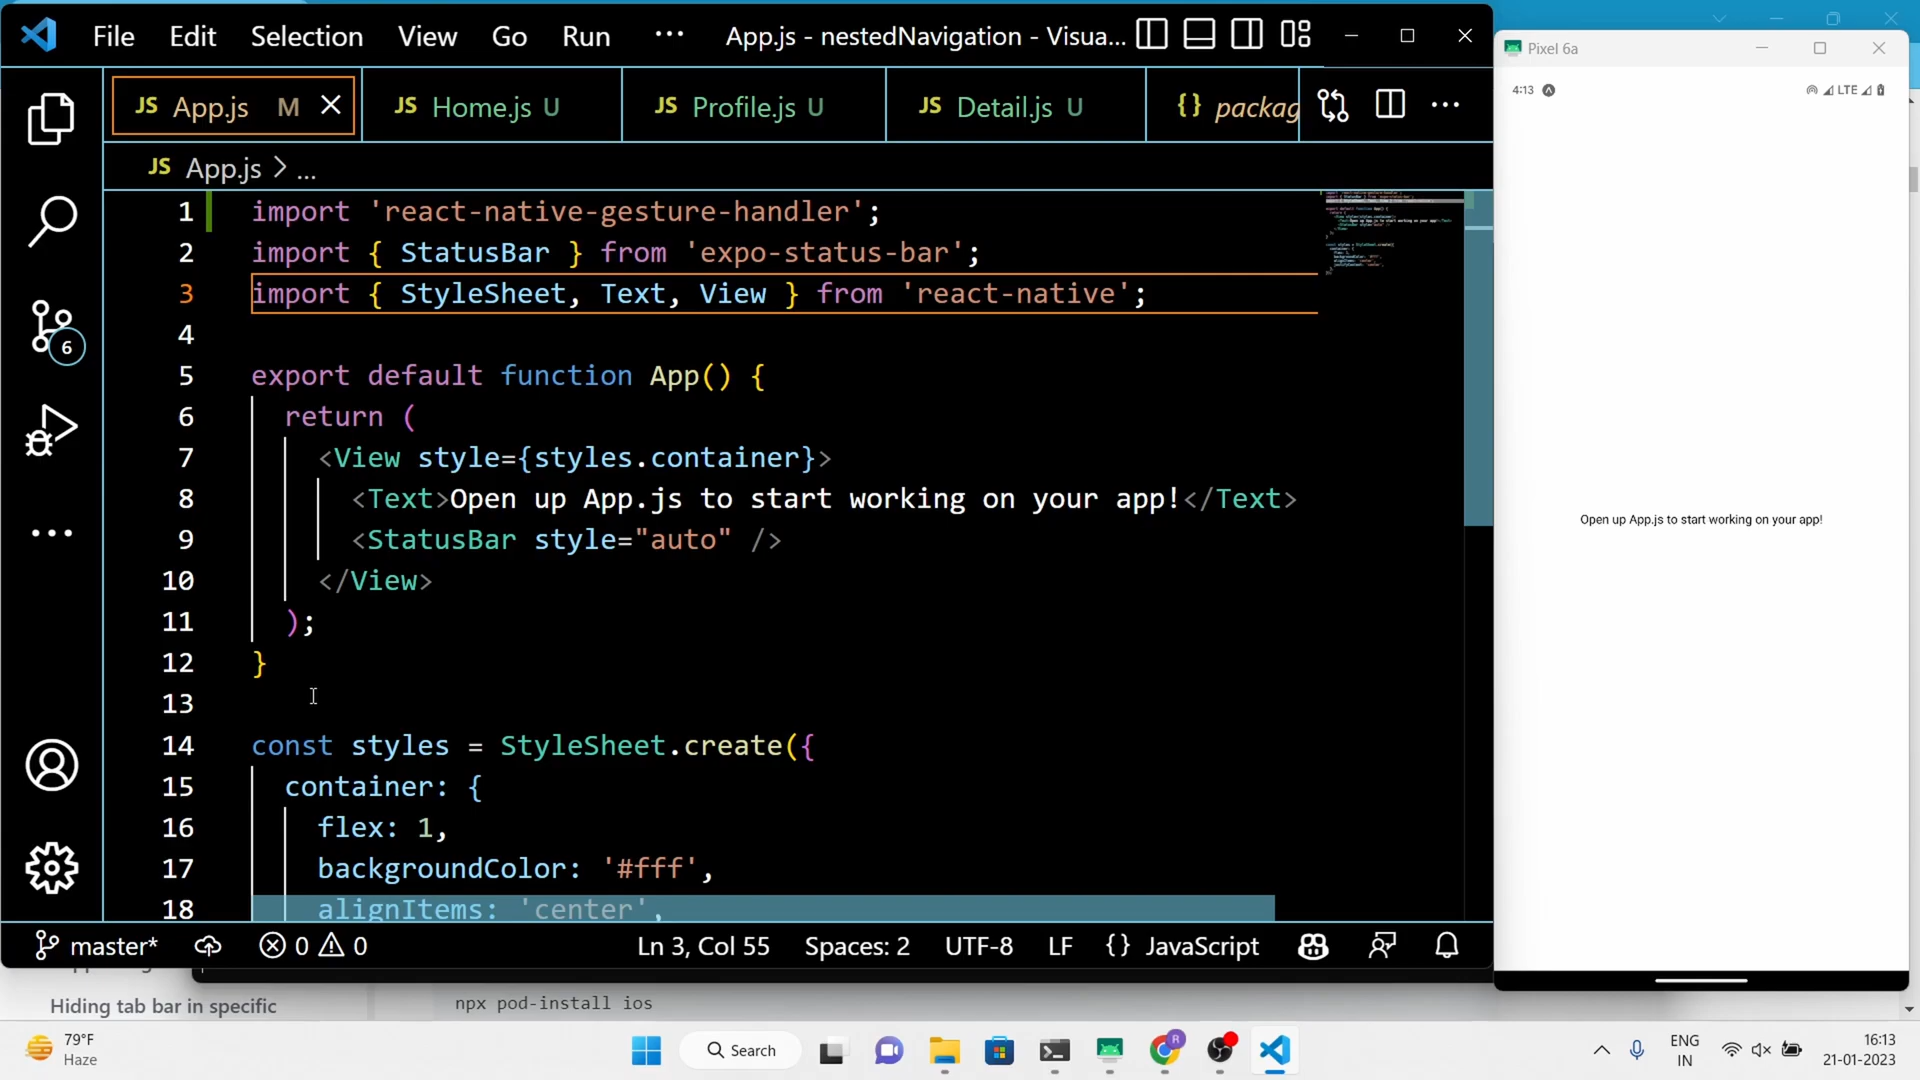 File Edit Selection View Go Run ··· App.js - nestedNavigation - Visua...
JS App.js M
JS Home.js U
JS Profile.js U
JS Detail.js U
{} packag
JS App.js > ...
1 import 'react-native-gesture-handler';
2 import { StatusBar } from 'expo-status-bar';
3 import { StyleSheet, Text, View } from 'react-native';
4
5 export default function App() {
6 return (
7 <View style={styles.container}>
8 <Text>Open up App.js to start working on your app!</Text>
9 <StatusBar style="auto" />
10 </View>
11 );
12 }
13
14 const styles = StyleSheet.create({
15 container: {
16 flex: 1,
17 backgroundColor: '#fff',
18 alignItems: 'center',
6
master* 0 0 Ln 3, Col 55 Spaces: 2 UTF-8 LF {} JavaScript
Pixel 6a
4:13 LTE
Open up App.js to start working on your app!
Hiding tab bar in specific
npx pod-install ios
79°F
Haze
Search
R
ENG
IN
16:13
21-01-2023